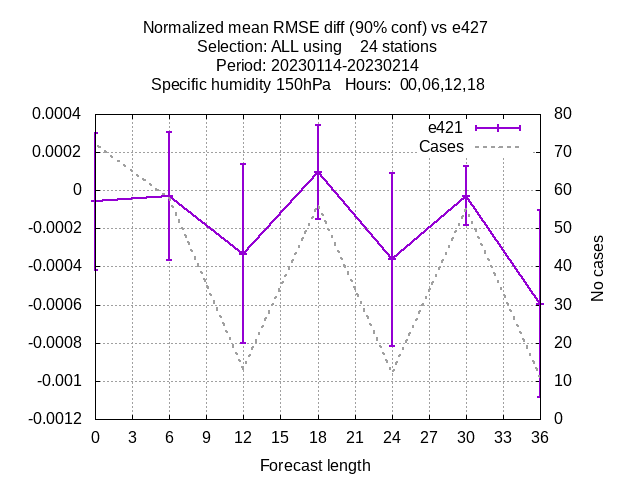 Normalized mean RMSE diff (90% conf) vs e427
Selection: ALL using    24 stations
Period: 20230114-20230214
Specific humidity 150hPa   Hours:  00,06,12,18
0.0004
0.0002
0
-0.0002
-0.0004
-0.0006
-0.0008
-0.001
-0.0012
e421
Cases
80
70
60
50
40
30
20
10
0
No cases
0 3 6 9 12 15 18 21 24 27 30 33 36
Forecast length